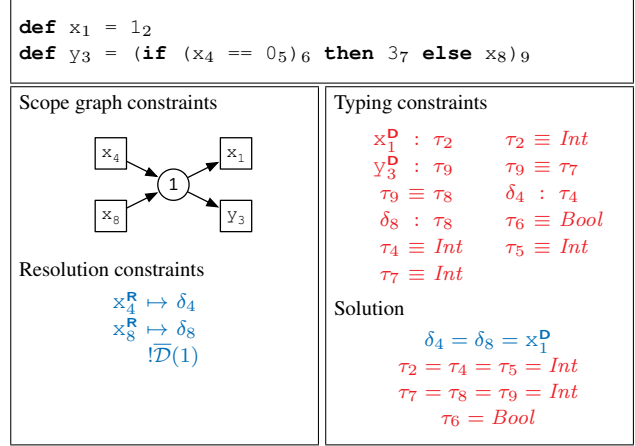 def x₁ = 1₂
def y₃ = (if (x₄ == 0₅)₆ then 3₇ else x₈)₉
Scope graph constraints
x₄ x₁
1
x₈ y₃
Resolution constraints
x₄ᴿ ↦ δ₄
x₈ᴿ ↦ δ₈
!D̅(1)
Typing constraints
x₁ᴰ : τ₂ τ₂ ≡ Int
y₃ᴰ : τ₉ τ₉ ≡ τ₇
τ₉ ≡ τ₈ δ₄ : τ₄
δ₈ : τ₈ τ₆ ≡ Bool
τ₄ ≡ Int τ₅ ≡ Int
τ₇ ≡ Int
Solution
δ₄ = δ₈ = x₁ᴰ
τ₂ = τ₄ = τ₅ = Int
τ₇ = τ₈ = τ₉ = Int
τ₆ = Bool